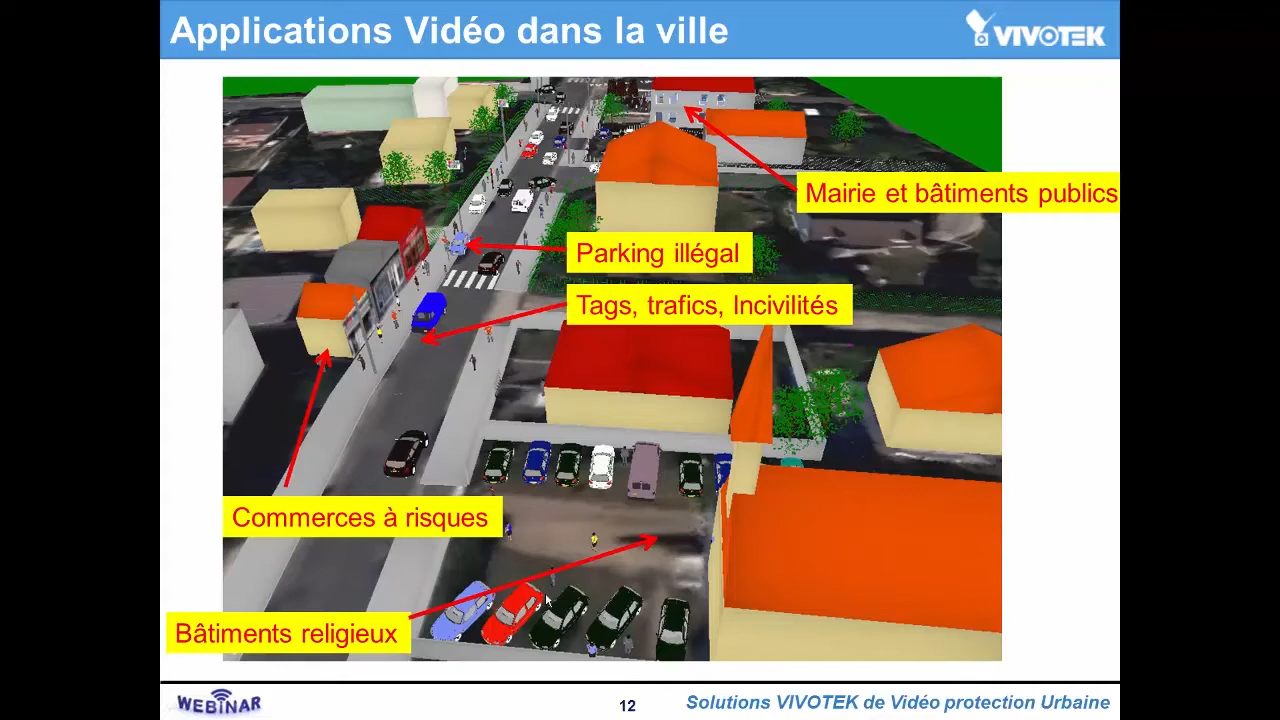 Applications Vidéo dans la ville
VIVOTEK
Mairie et bâtiments publics
Parking illégal
Tags, trafics, Incivilités
Commerces à risques
Bâtiments religieux
WEBINAR
12
Solutions VIVOTEK de Vidéo protection Urbaine